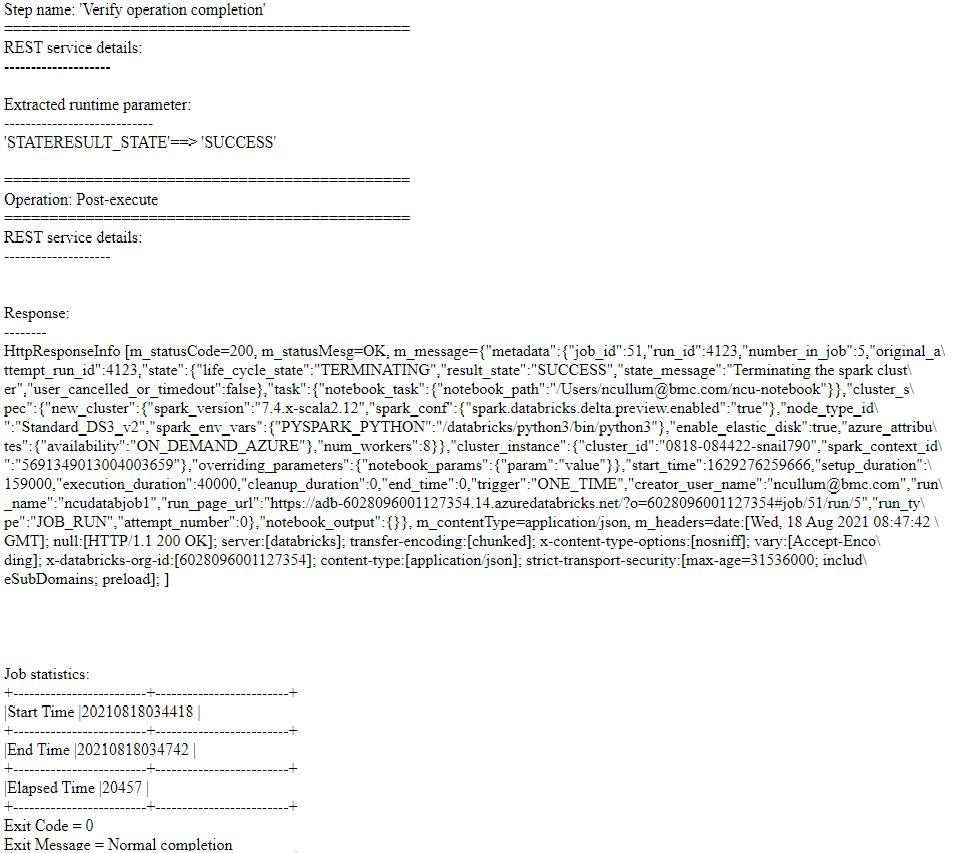 Step name: 'Verify operation completion'
==============================================
REST service details:
--------------------
Extracted runtime parameter:
----------------------------
'STATERESULT_STATE'==> 'SUCCESS'
==============================================
Operation: Post-execute
==============================================
REST service details:
--------------------
Response:
--------
HttpResponseInfo [m_statusCode=200, m_statusMesg=OK, m_message={"metadata":{"job_id":51,"run_id":4123,"number_in_job":5,"original_a\
ttempt_run_id":4123,"state":{"life_cycle_state":"TERMINATING","result_state":"SUCCESS","state_message":"Terminating the spark clust\
er","user_cancelled_or_timedout":false},"task":{"notebook_task":{"notebook_path":"/Users/ncullum@bmc.com/ncu-notebook"}},"cluster_s\
pec":{"new_cluster":{"spark_version":"7.4.x-scala2.12","spark_conf":{"spark.databricks.delta.preview.enabled":"true"},"node_type_id\
":"Standard_DS3_v2","spark_env_vars":{"PYSPARK_PYTHON":"/databricks/python3/bin/python3"},"enable_elastic_disk":true,"azure_attribu\
tes":{"availability":"ON_DEMAND_AZURE"},"num_workers":8}},"cluster_instance":{"cluster_id":"0818-084422-snail790","spark_context_id\
":"5691349013004003659"},"overriding_parameters":{"notebook_params":{"param":"value"}},"start_time":1629276259666,"setup_duration":\
159000,"execution_duration":40000,"cleanup_duration":0,"end_time":0,"trigger":"ONE_TIME","creator_user_name":"ncullum@bmc.com","run\
_name":"ncudatabjob1","run_page_url":"https://adb-6028096001127354.14.azuredatabricks.net/?o=6028096001127354#job/51/run/5","run_ty\
pe":"JOB_RUN","attempt_number":0},"notebook_output":{}}, m_contentType=application/json, m_headers=date:[Wed, 18 Aug 2021 08:47:42 \
GMT]; null:[HTTP/1.1 200 OK]; server:[databricks]; transfer-encoding:[chunked]; x-content-type-options:[nosniff]; vary:[Accept-Enco\
ding]; x-databricks-org-id:[6028096001127354]; content-type:[application/json]; strict-transport-security:[max-age=31536000; includ\
eSubDomains; preload]; ]
Job statistics:
+-------------------------+-------------------------+
|Start Time |20210818034418 |
+-------------------------+-------------------------+
|End Time |20210818034742 |
+-------------------------+-------------------------+
|Elapsed Time |20457 |
+-------------------------+-------------------------+
Exit Code = 0
Exit Message = Normal completion